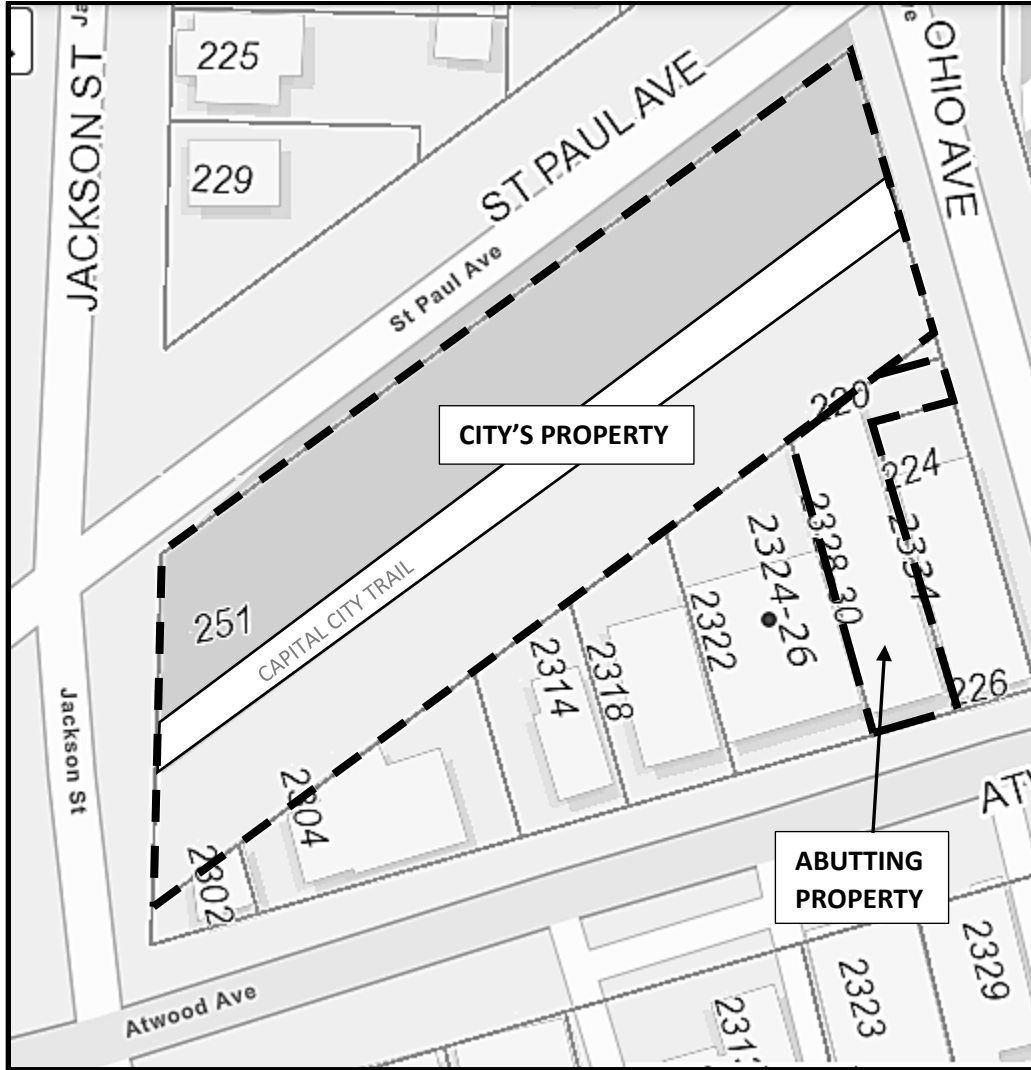 225
229
JACKSON ST
ST PAUL AVE
St Paul Ave
OHIO AVE
CITY'S PROPERTY
CAPITAL CITY TRAIL
251
220
224
2334
2328-30
2324-26
2322
2318
2314
2304
2302
226
Jackson St
Atwood Ave
ABUTTING
PROPERTY
2323
2329